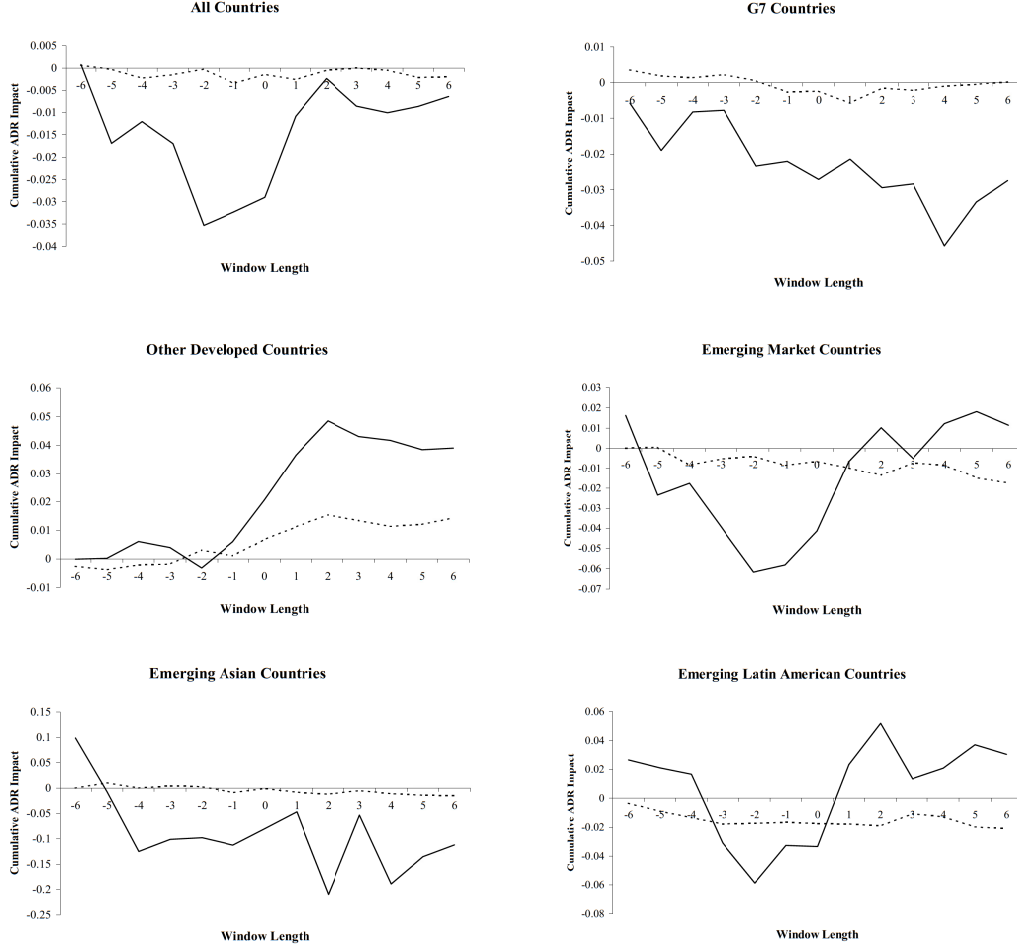 All Countries
0.005
0
-0.005
-0.01
-0.015
-0.02
-0.025
-0.03
-0.035
-0.04
-6 -5 -4 -3 -2 -1 0 1 2 3 4 5 6
Cumulative ADR Impact
Window Length
G7 Countries
0.01
0
-0.01
-0.02
-0.03
-0.04
-0.05
-6 -5 -4 -3 -2 -1 0 1 2 3 4 5 6
Cumulative ADR Impact
Window Length
Other Developed Countries
0.06
0.05
0.04
0.03
0.02
0.01
0
-0.01
-6 -5 -4 -3 -2 -1 0 1 2 3 4 5 6
Cumulative ADR Impact
Window Length
Emerging Market Countries
0.03
0.02
0.01
0
-0.01
-0.02
-0.03
-0.04
-0.05
-0.06
-0.07
-6 -5 -4 -3 -2 -1 0 1 2 3 4 5 6
Cumulative ADR Impact
Window Length
Emerging Asian Countries
0.15
0.1
0.05
0
-0.05
-0.1
-0.15
-0.2
-0.25
-6 -5 -4 -3 -2 -1 0 1 2 3 4 5 6
Cumulative ADR Impact
Window Length
Emerging Latin American Countries
0.06
0.04
0.02
0
-0.02
-0.04
-0.06
-0.08
-6 -5 -4 -3 -2 -1 0 1 2 3 4 5 6
Cumulative ADR Impact
Window Length